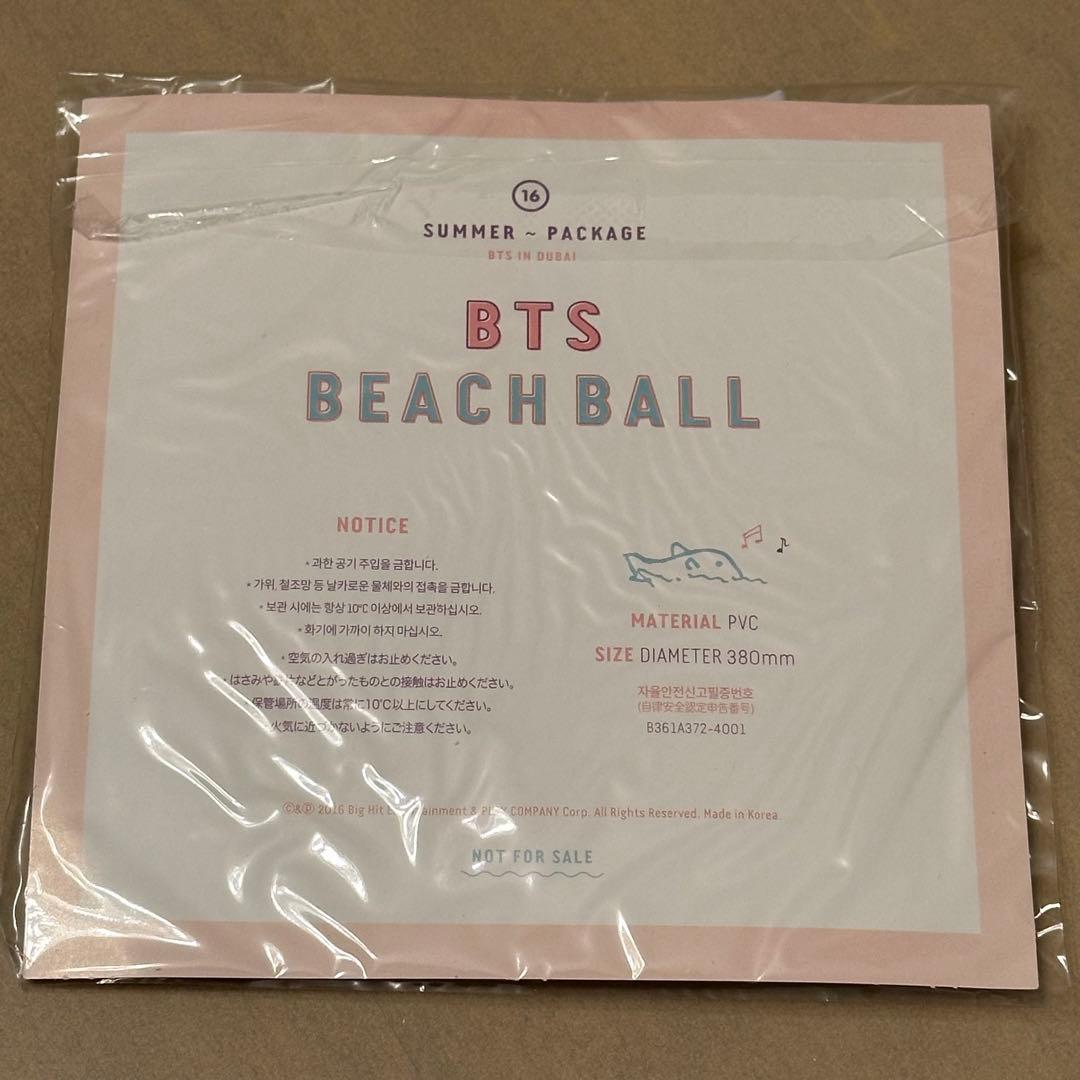 16
SUMMER ~ PACKAGE
BTS IN DUBAI
BTS
BEACH BALL
NOTICE
* 과한 공기 주입을 금합니다.
* 가위, 철조망 등 날카로운 물체와의 접촉을 금합니다.
* 보관 시에는 항상 10°C 이상에서 보관하십시오.
* 화기에 가까이 하지 마십시오.
* 空気の入れ過ぎはお止めください。
はさみや などとがったものとの接触はお止めください。
保管場所の温度は常に10°C以上にしてください。
火気に近づかないようにご注意ください。
MATERIAL PVC
SIZE DIAMETER 380mm
자율안전신고필증번호
(自律安全認定申告番号)
B361A372-4001
©&℗ 2016 Big Hit Entertainment & PLAY COMPANY Corp. All Rights Reserved. Made in Korea.
NOT FOR SALE